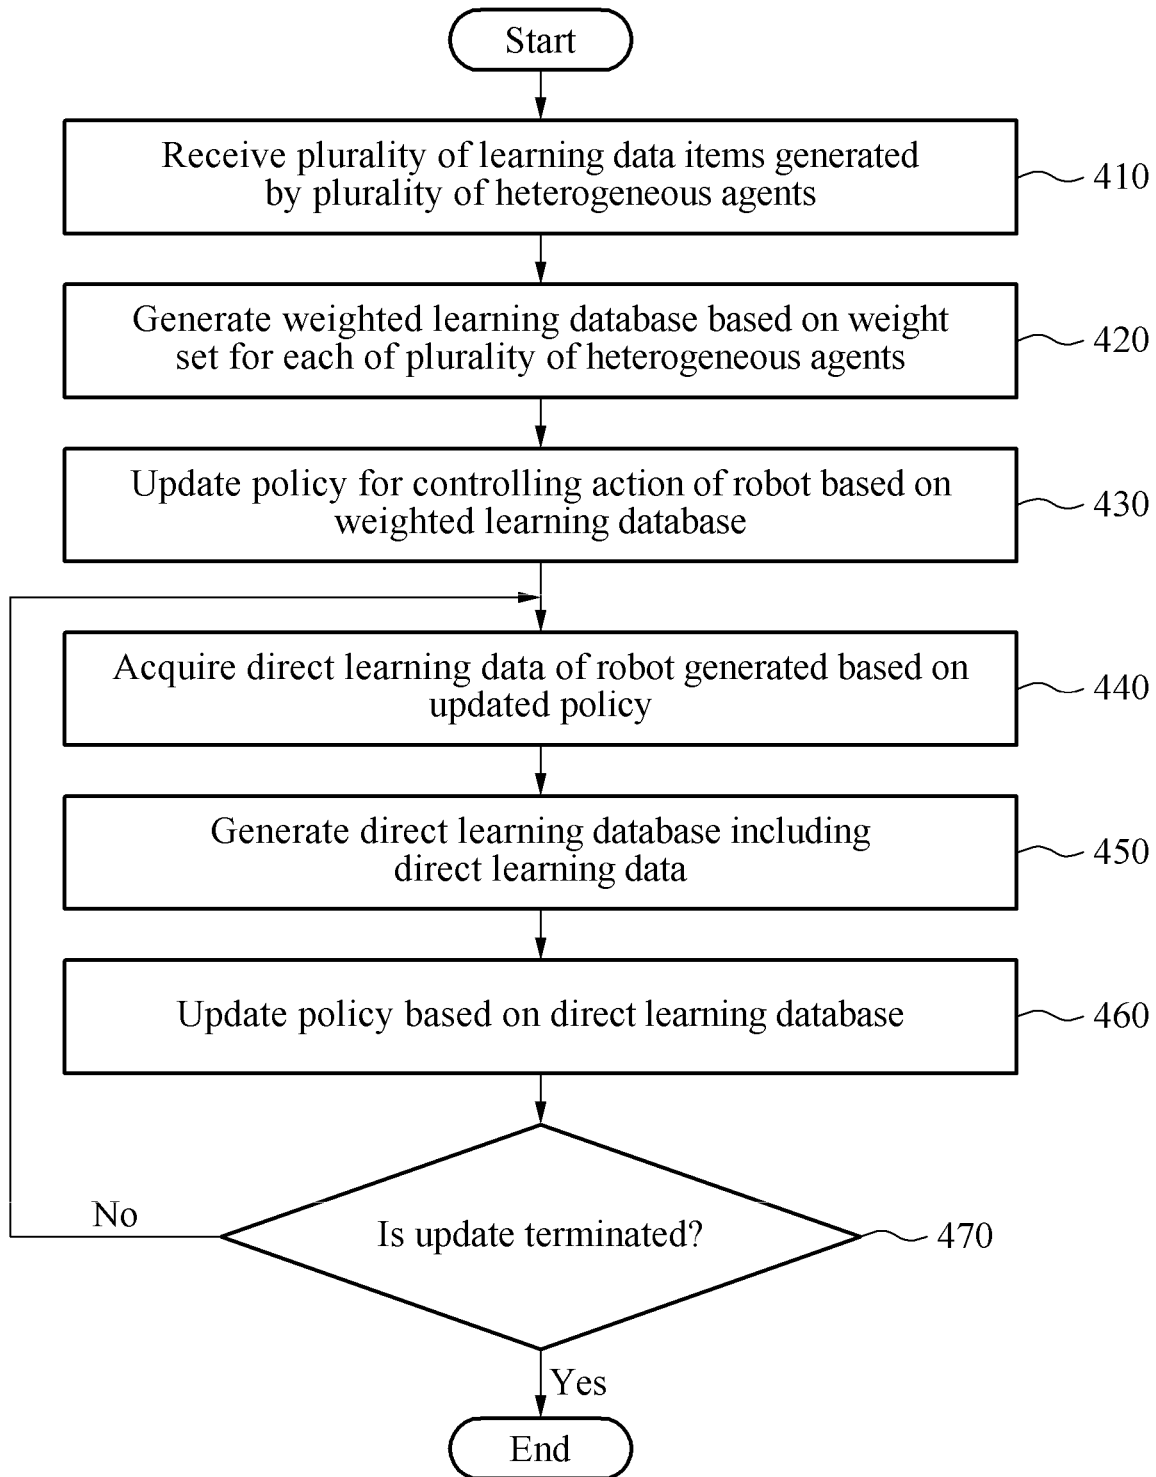 Start
Receive plurality of learning data items generated
by plurality of heterogeneous agents
410
Generate weighted learning database based on weight
set for each of plurality of heterogeneous agents
420
Update policy for controlling action of robot based on
weighted learning database
430
Acquire direct learning data of robot generated based on
updated policy
440
Generate direct learning database including
direct learning data
450
Update policy based on direct learning database
460
No
Is update terminated?
470
Yes
End